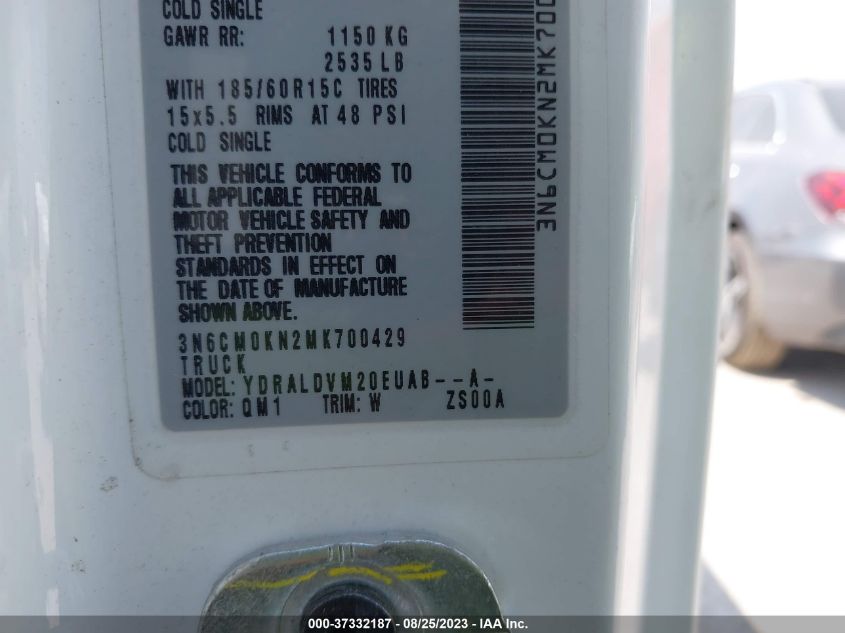 COLD SINGLE
GAWR RR: 1150 KG
2535 LB
WITH 185/60R15C TIRES
15x5.5 RIMS AT 48 PSI
COLD SINGLE
THIS VEHICLE CONFORMS TO
ALL APPLICABLE FEDERAL
MOTOR VEHICLE SAFETY AND
THEFT PREVENTION
STANDARDS IN EFFECT ON
THE DATE OF MANUFACTURE
SHOWN ABOVE.
3N6CM0KN2MK700429
TRUCK
MODEL: YDRALDVM20EUAB--A-
COLOR: QM1 TRIM: W ZS00A
3N6CM0KN2MK700
000-37332187 - 08/25/2023 - IAA Inc.